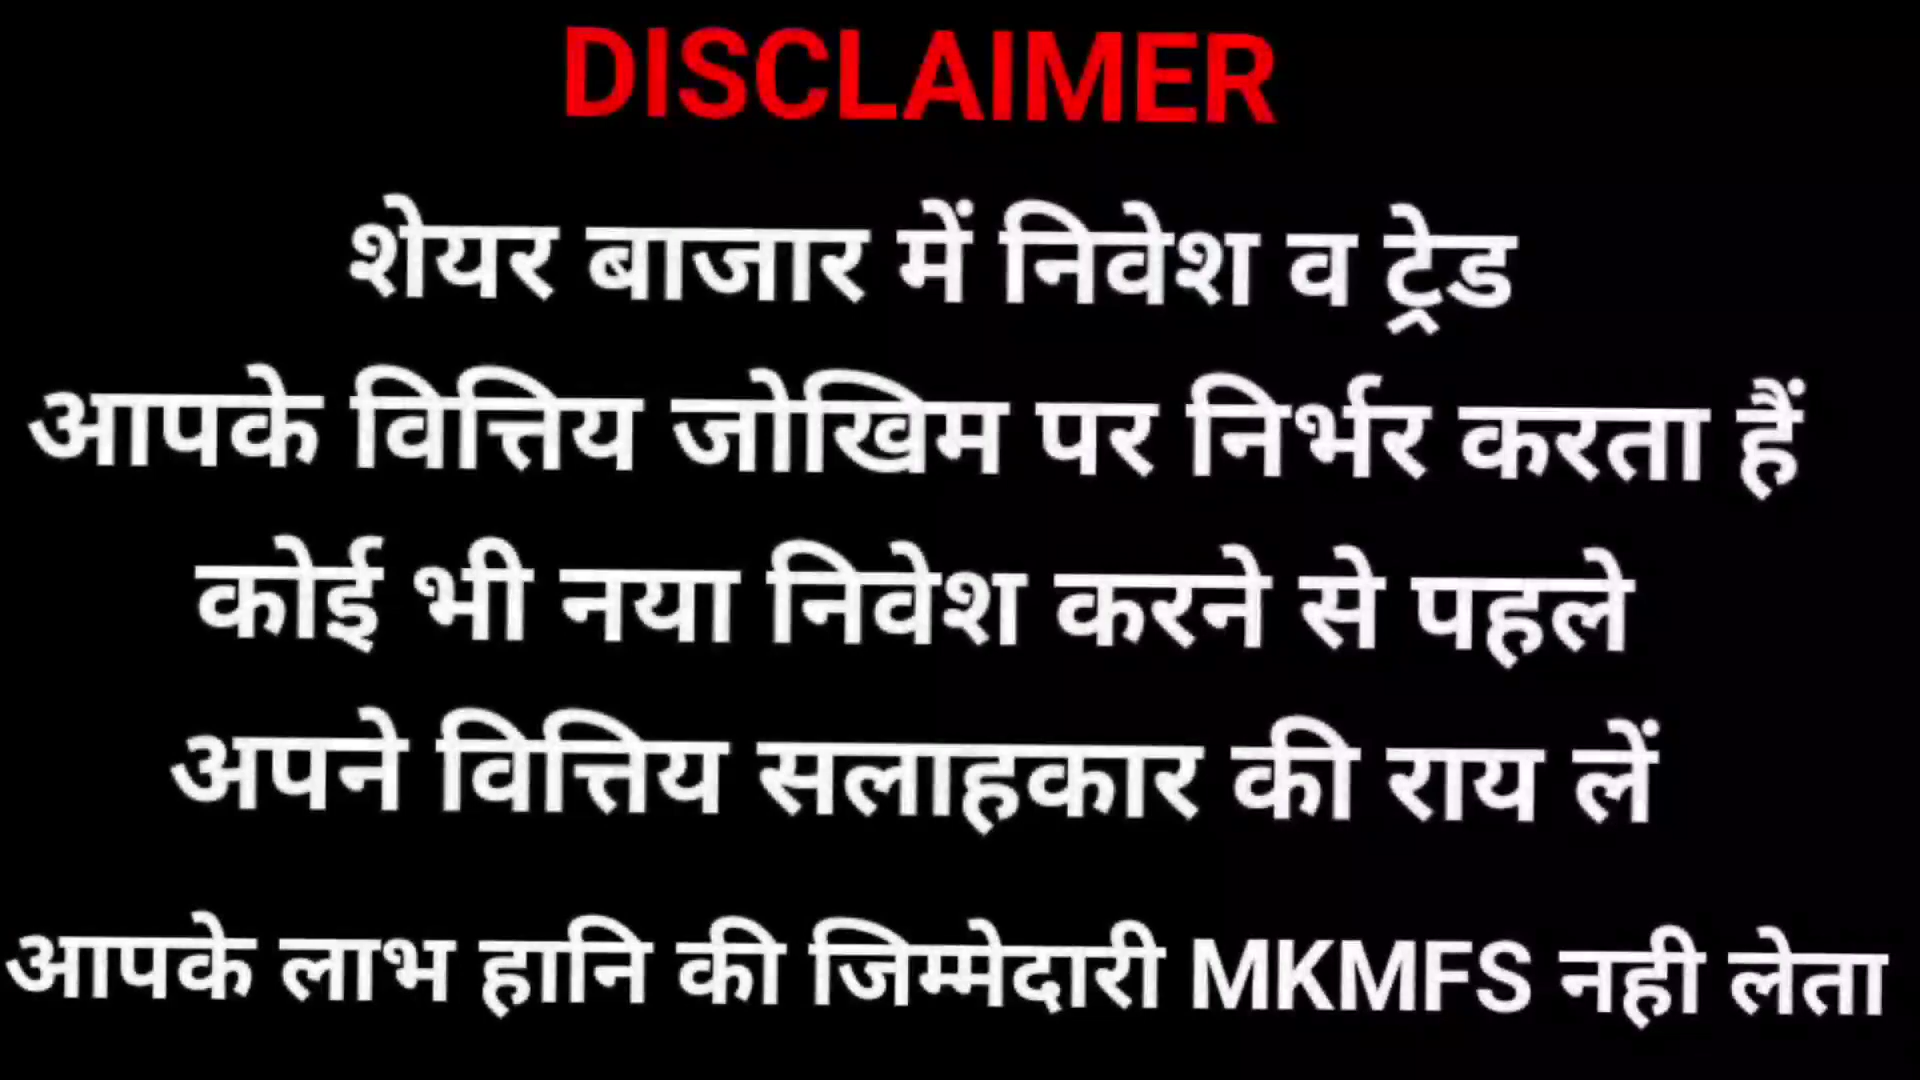 DISCLAIMER
शेयर बाजार में निवेश व ट्रेड
आपके वित्तिय जोखिम पर निर्भर करता हैं
कोई भी नया निवेश करने से पहले
अपने वित्तिय सलाहकार की राय लें
आपके लाभ हानि की जिम्मेदारी MKMFS नही लेता